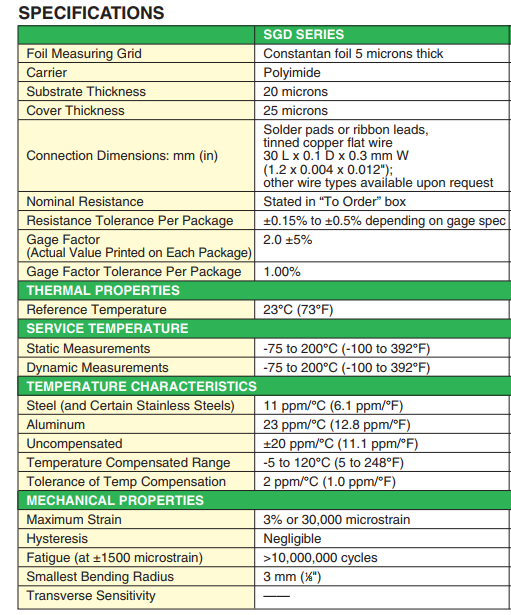 SPECIFICATIONS
SGD SERIES
Foil Measuring Grid Constantan foil 5 microns thick
Carrier Polyimide
Substrate Thickness 20 microns
Cover Thickness 25 microns
Connection Dimensions: mm (in) Solder pads or ribbon leads,
tinned copper flat wire
30 L x 0.1 D x 0.3 mm W
(1.2 x 0.004 x 0.012");
other wire types available upon request
Nominal Resistance Stated in “To Order” box
Resistance Tolerance Per Package ±0.15% to ±0.5% depending on gage spec
Gage Factor 2.0 ±5%
(Actual Value Printed on Each Package)
Gage Factor Tolerance Per Package 1.00%
THERMAL PROPERTIES
Reference Temperature 23°C (73°F)
SERVICE TEMPERATURE
Static Measurements -75 to 200°C (-100 to 392°F)
Dynamic Measurements -75 to 200°C (-100 to 392°F)
TEMPERATURE CHARACTERISTICS
Steel (and Certain Stainless Steels) 11 ppm/°C (6.1 ppm/°F)
Aluminum 23 ppm/°C (12.8 ppm/°F)
Uncompensated ±20 ppm/°C (11.1 ppm/°F)
Temperature Compensated Range -5 to 120°C (5 to 248°F)
Tolerance of Temp Compensation 2 ppm/°C (1.0 ppm/°F)
MECHANICAL PROPERTIES
Maximum Strain 3% or 30,000 microstrain
Hysteresis Negligible
Fatigue (at ±1500 microstrain) >10,000,000 cycles
Smallest Bending Radius 3 mm (⅛")
Transverse Sensitivity ——